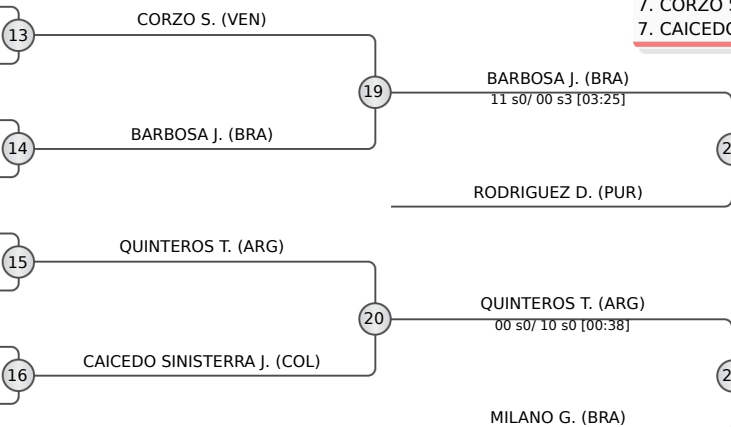 7. CORZO
7. CAICEDO
CORZO S. (VEN)
13
19
BARBOSA J. (BRA)
11 s0/ 00 s3 [03:25]
BARBOSA J. (BRA)
14
RODRIGUEZ D. (PUR)
QUINTEROS T. (ARG)
15
QUINTEROS T. (ARG)
20
00 s0/ 10 s0 [00:38]
CAICEDO SINISTERRA J. (COL)
16
MILANO G. (BRA)